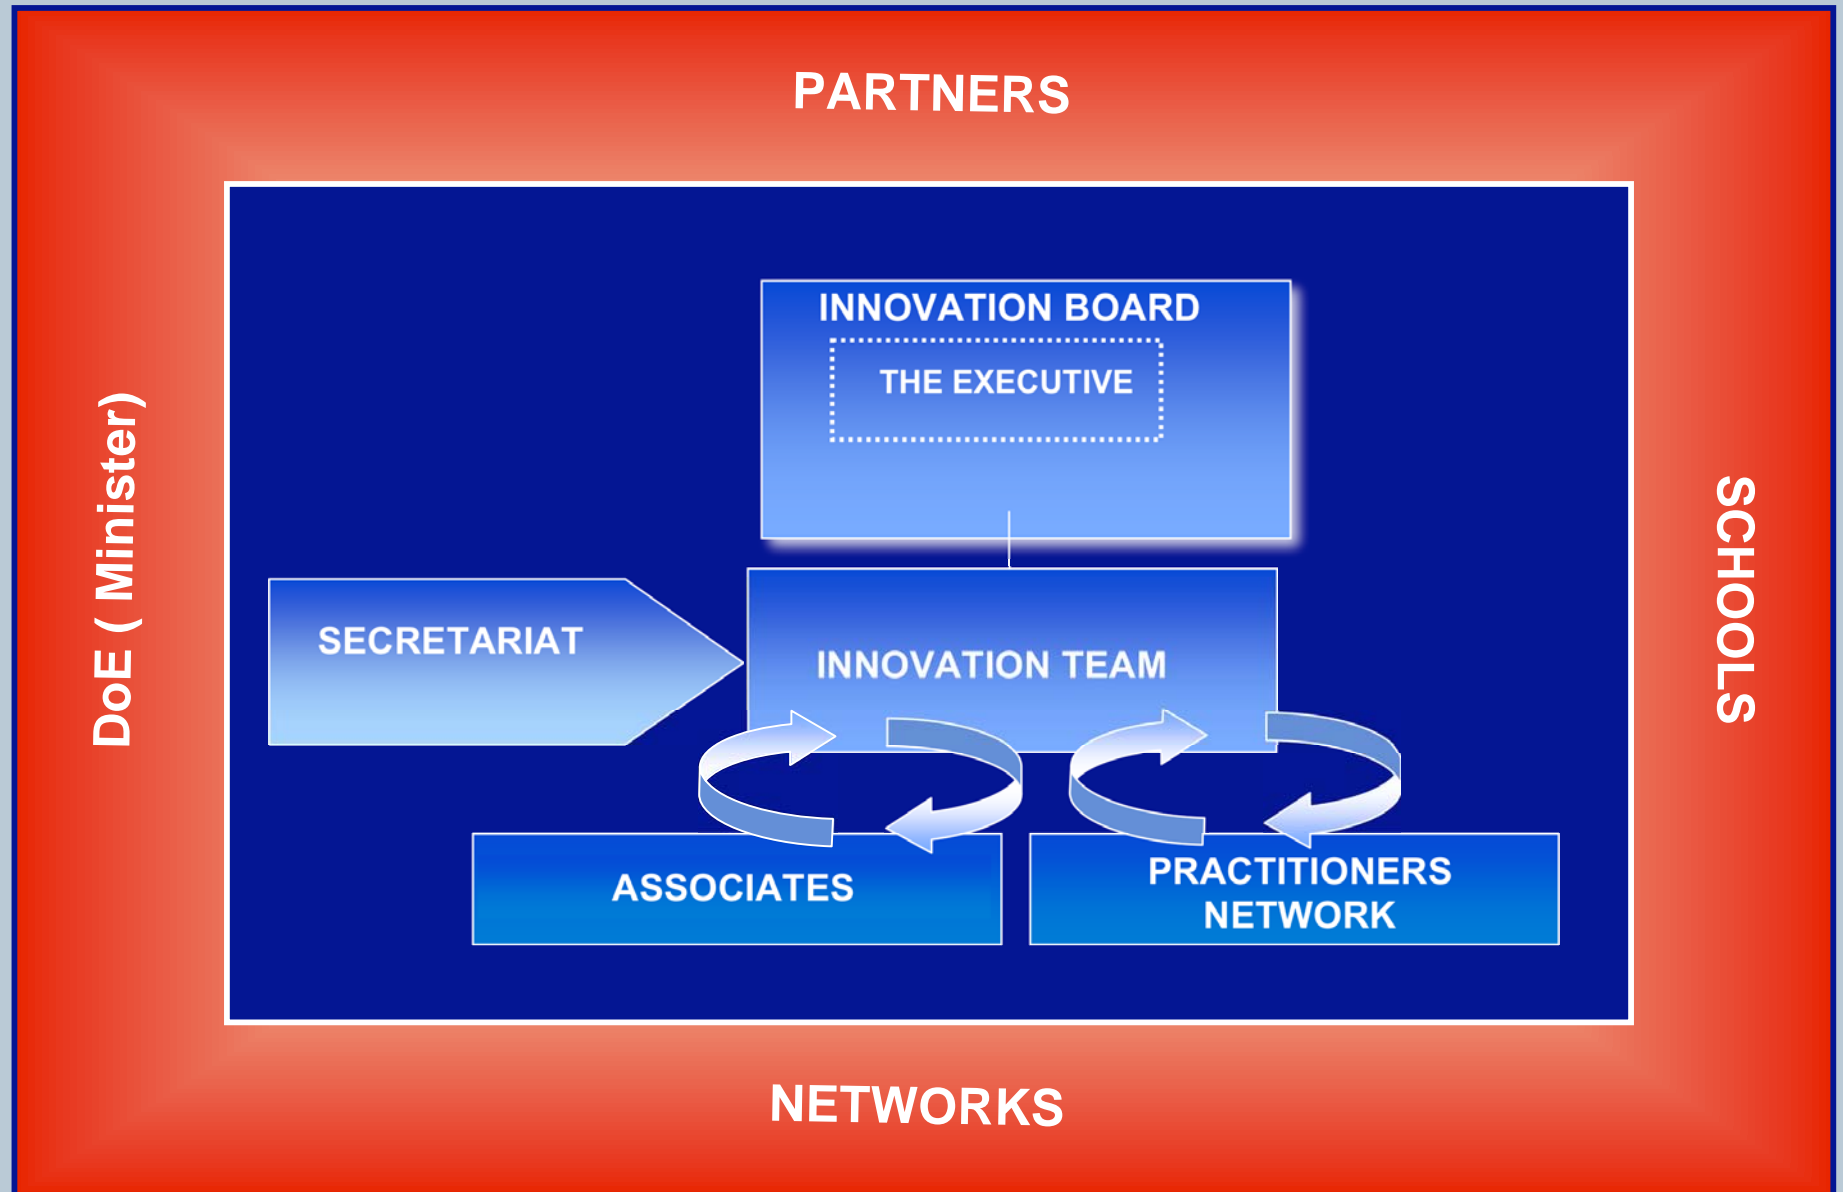 PARTNERS
INNOVATION BOARD
THE EXECUTIVE
DoE ( Minister)
SECRETARIAT
INNOVATION TEAM
SCHOOLS
ASSOCIATES
PRACTITIONERS
NETWORK
NETWORKS